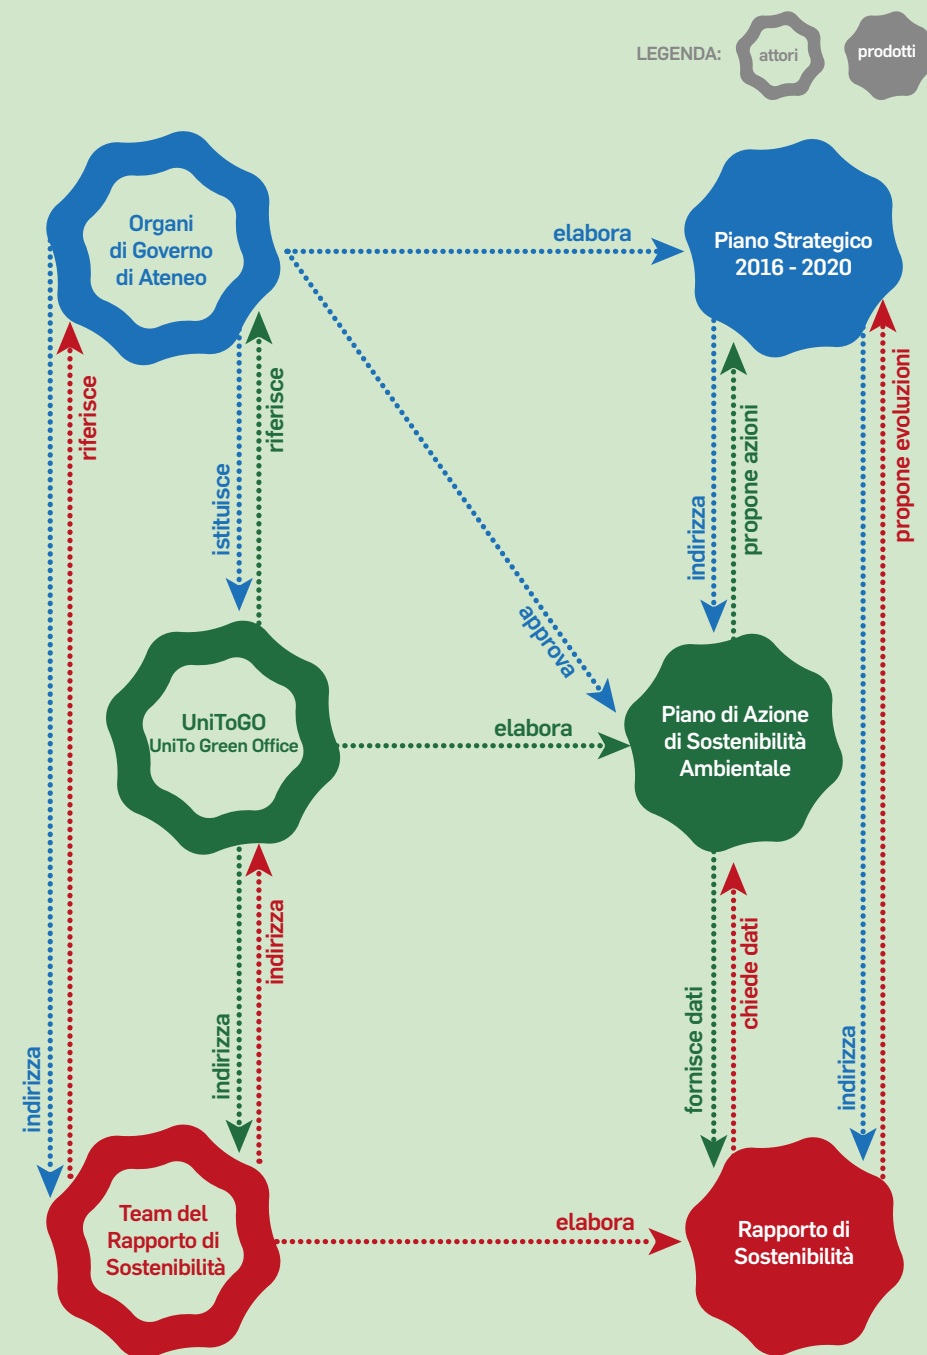 LEGENDA:
attori
prodotti
Organi
di Governo
di Ateneo
elabora
Piano Strategico
2016 - 2020
riferisce
riferisce
istituisce
indirizza
propone azioni
propone evoluzioni
approva
UniToGO
UniTo Green Office
elabora
Piano di Azione
di Sostenibilità
Ambientale
indirizza
indirizza
indirizza
fornisce dati
chiede dati
indirizza
Team del
Rapporto di
Sostenibilità
elabora
Rapporto di
Sostenibilità